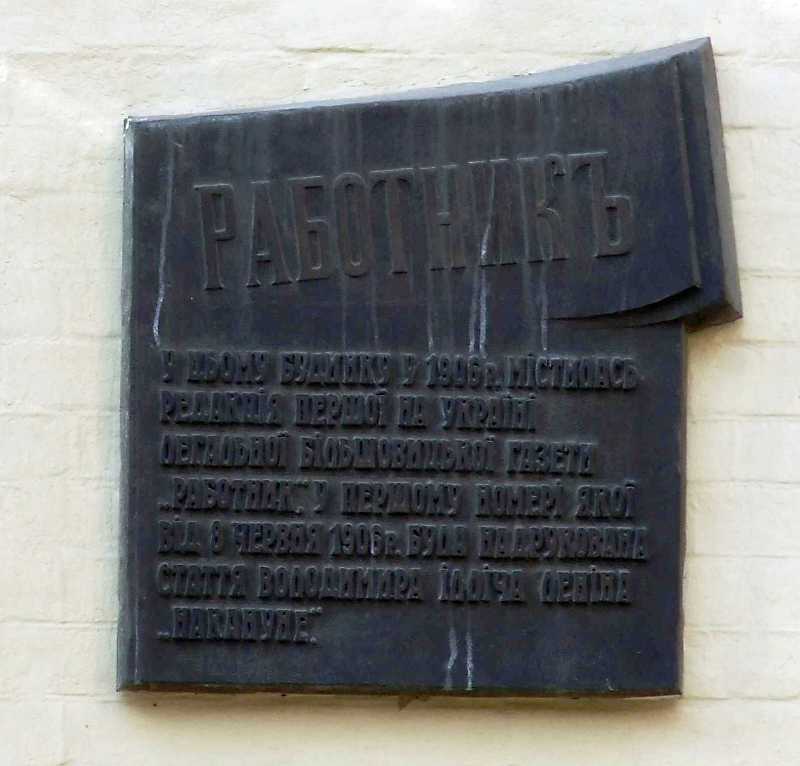 РАБОТНИКЪ
У ЦЬОМУ БУДИНКУ У 1906 р. МІСТИЛАСЬ
РЕДАКЦІЯ ПЕРШОЇ НА УКРАЇНІ
ЛЕГАЛЬНОЇ БІЛЬШОВИЦЬКОЇ ГАЗЕТИ
„РАБОТНИК“, У ПЕРШОМУ НОМЕРІ ЯКОЇ
ВІД 8 ЧЕРВНЯ 1906 р. БУЛА НАДРУКОВАНА
СТАТТЯ ВОЛОДИМИРА ІЛЛІЧА ЛЕНІНА
„НАКАНУНЕ“.